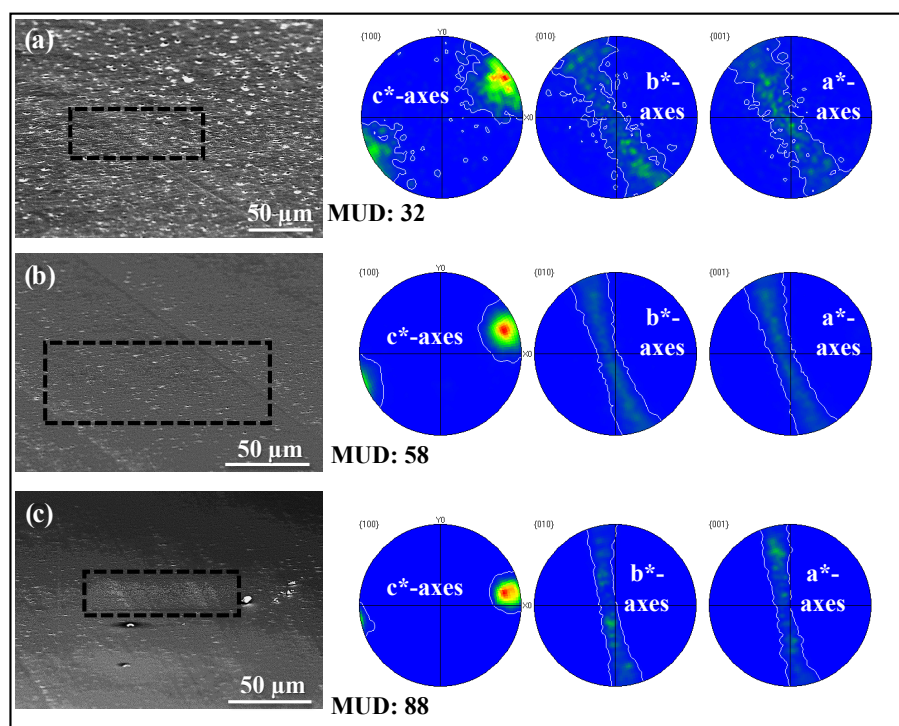 (a)
50 µm
{100}
Y0
c*-axes
X0
{010}
b*-
axes
{001}
a*-
axes
MUD: 32
(b)
50 µm
{100}
Y0
c*-axes
X0
{010}
b*-
axes
{001}
a*-
axes
MUD: 58
(c)
50 µm
{100}
Y0
c*-axes
X0
{010}
b*-
axes
{001}
a*-
axes
MUD: 88